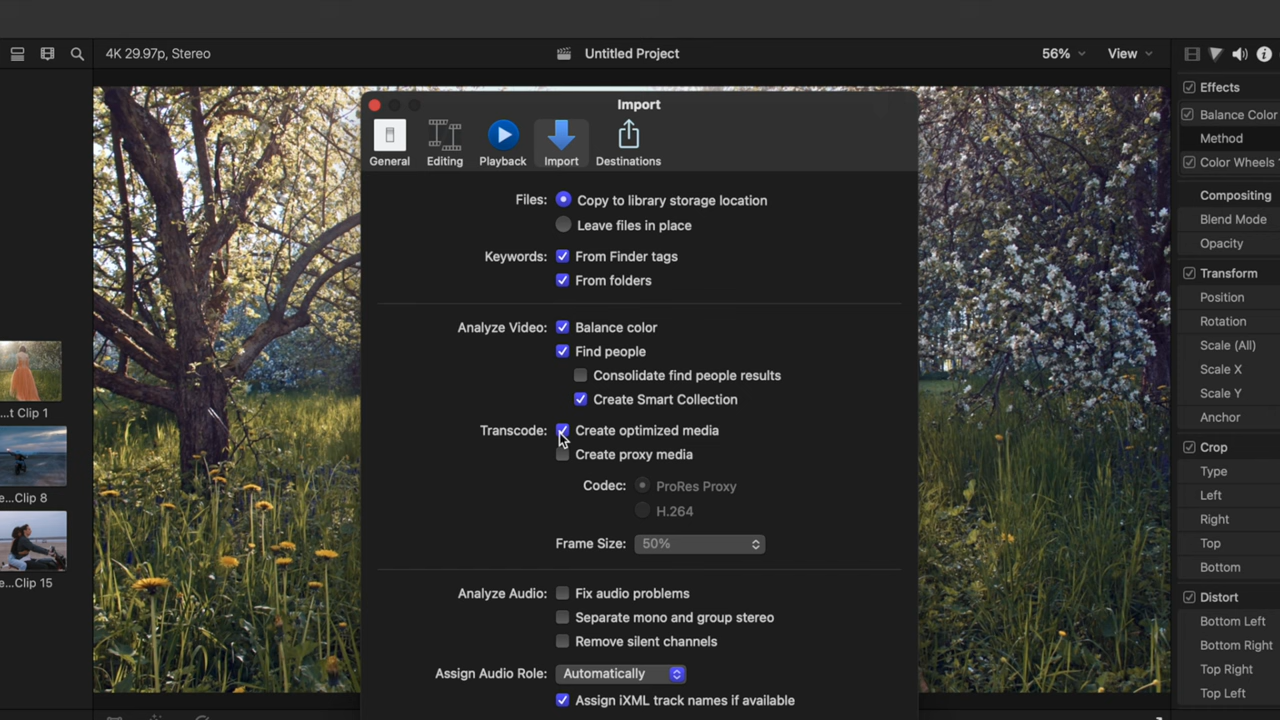 4K 29.97p, Stereo
Untitled Project
56%
View
Import
General
Editing
Playback
Import
Destinations
Files:
Copy to library storage location
Leave files in place
Keywords:
From Finder tags
From folders
Analyze Video:
Balance color
Find people
Consolidate find people results
Create Smart Collection
Transcode:
Create optimized media
Create proxy media
Codec:
ProRes Proxy
H.264
Frame Size:
50%
Analyze Audio:
Fix audio problems
Separate mono and group stereo
Remove silent channels
Assign Audio Role:
Automatically
Assign iXML track names if available
...t Clip 1
e...Clip 8
e...Clip 15
Effects
Balance Color
Method
Color Wheels
Compositing
Blend Mode
Opacity
Transform
Position
Rotation
Scale (All)
Scale X
Scale Y
Anchor
Crop
Type
Left
Right
Top
Bottom
Distort
Bottom Left
Bottom Right
Top Right
Top Left